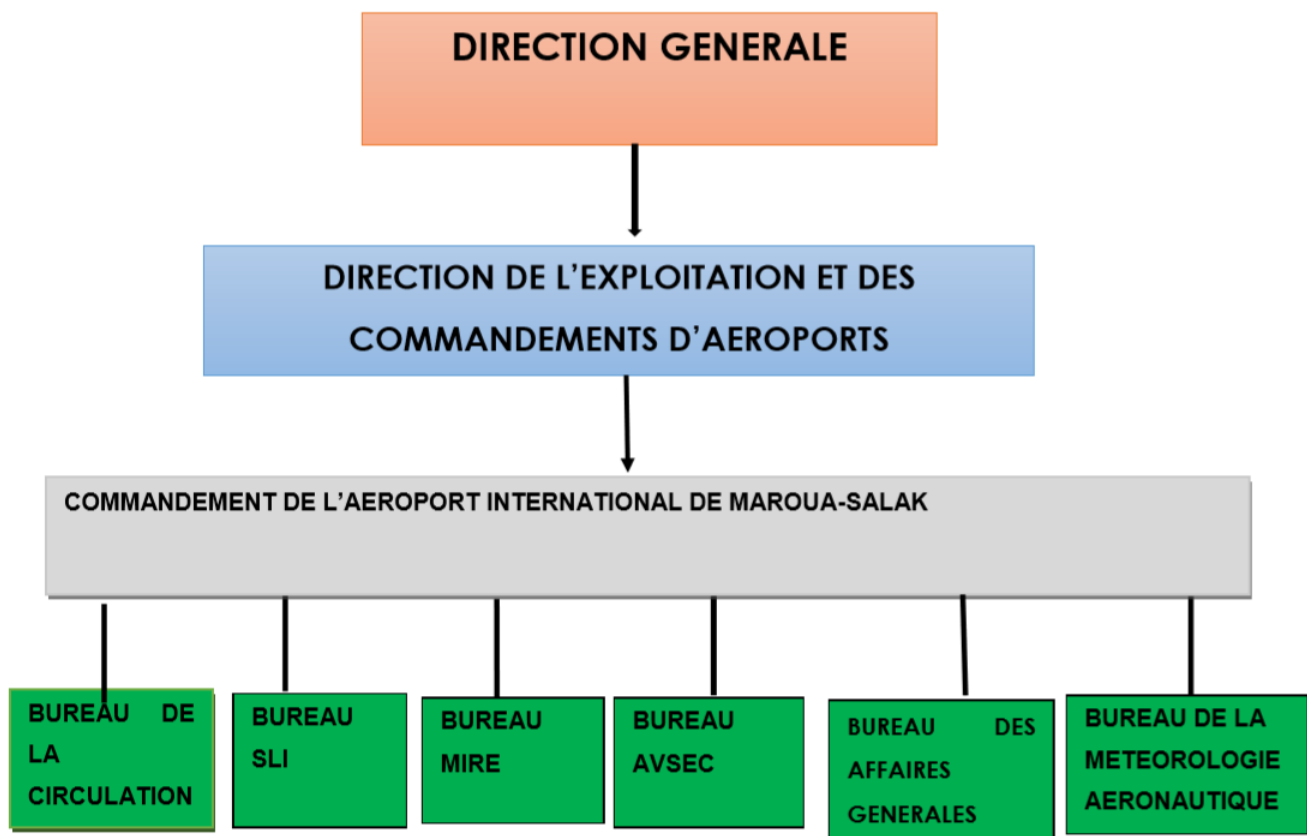 DIRECTION GENERALE
DIRECTION DE L’EXPLOITATION ET DES
COMMANDEMENTS D’AEROPORTS
COMMANDEMENT DE L’AEROPORT INTERNATIONAL DE MAROUA-SALAK
BUREAU DE
LA
CIRCULATION
BUREAU
SLI
BUREAU
MIRE
BUREAU
AVSEC
BUREAU DES
AFFAIRES
GENERALES
BUREAU DE LA
METEOROLOGIE
AERONAUTIQUE